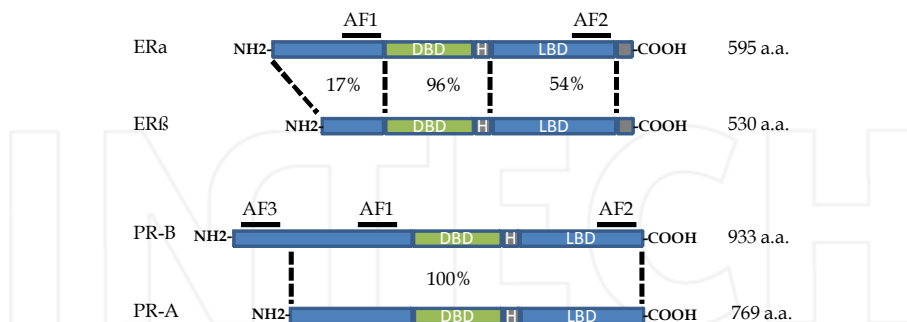 AF1 AF2
ERa NH2- DBD H LBD -COOH 595 a.a.
17% 96% 54%
ERß NH2- DBD H LBD -COOH 530 a.a.
AF3 AF1 AF2
PR-B NH2- DBD H LBD -COOH 933 a.a.
100%
PR-A NH2- DBD H LBD -COOH 769 a.a.
INTECH